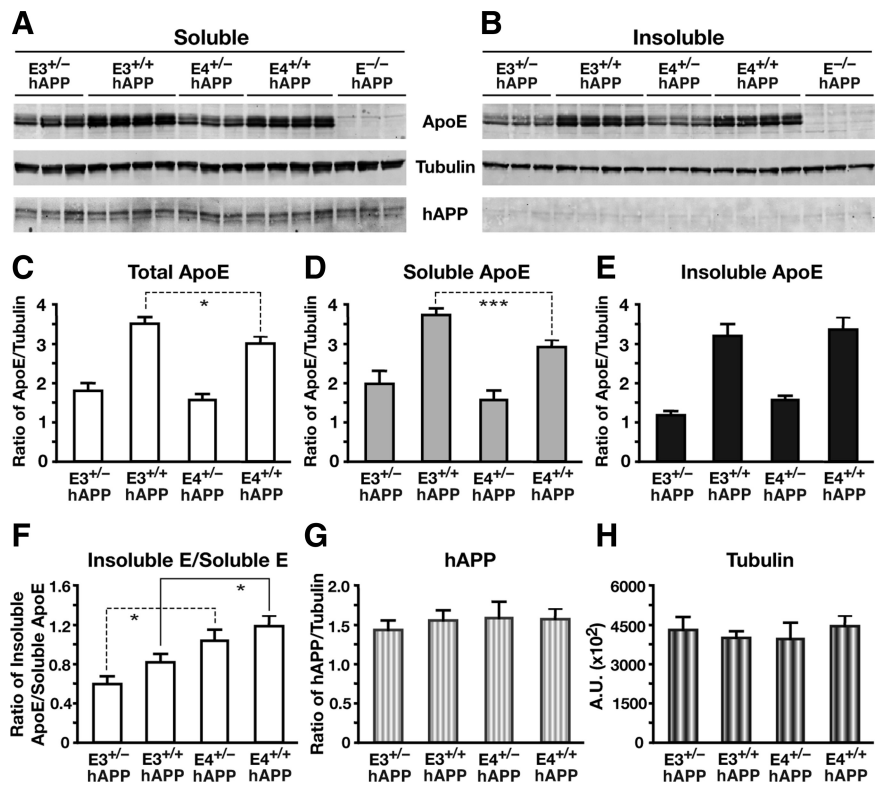 A
Soluble
E3+/− E3+/+ E4+/− E4+/+ E−/−
hAPP hAPP hAPP hAPP hAPP
B
Insoluble
E3+/− E3+/+ E4+/− E4+/+ E−/−
hAPP hAPP hAPP hAPP hAPP
ApoE
Tubulin
hAPP
C
Total ApoE
Ratio of ApoE/Tubulin
4
3
2
1
0
*
E3+/− E3+/+ E4+/− E4+/+
hAPP hAPP hAPP hAPP
D
Soluble ApoE
Ratio of ApoE/Tubulin
4
3
2
1
0
***
E3+/− E3+/+ E4+/− E4+/+
hAPP hAPP hAPP hAPP
E
Insoluble ApoE
Ratio of ApoE/Tubulin
4
3
2
1
0
E3+/− E3+/+ E4+/− E4+/+
hAPP hAPP hAPP hAPP
F
Insoluble E/Soluble E
Ratio of Insoluble
ApoE/Soluble ApoE
1.6
1.2
0.8
0.4
0
*
*
E3+/− E3+/+ E4+/− E4+/+
hAPP hAPP hAPP hAPP
G
hAPP
Ratio of hAPP/Tubulin
2.0
1.5
1.0
0.5
0
E3+/− E3+/+ E4+/− E4+/+
hAPP hAPP hAPP hAPP
H
Tubulin
A.U. (x10²)
6000
4500
3000
1500
0
E3+/− E3+/+ E4+/− E4+/+
hAPP hAPP hAPP hAPP